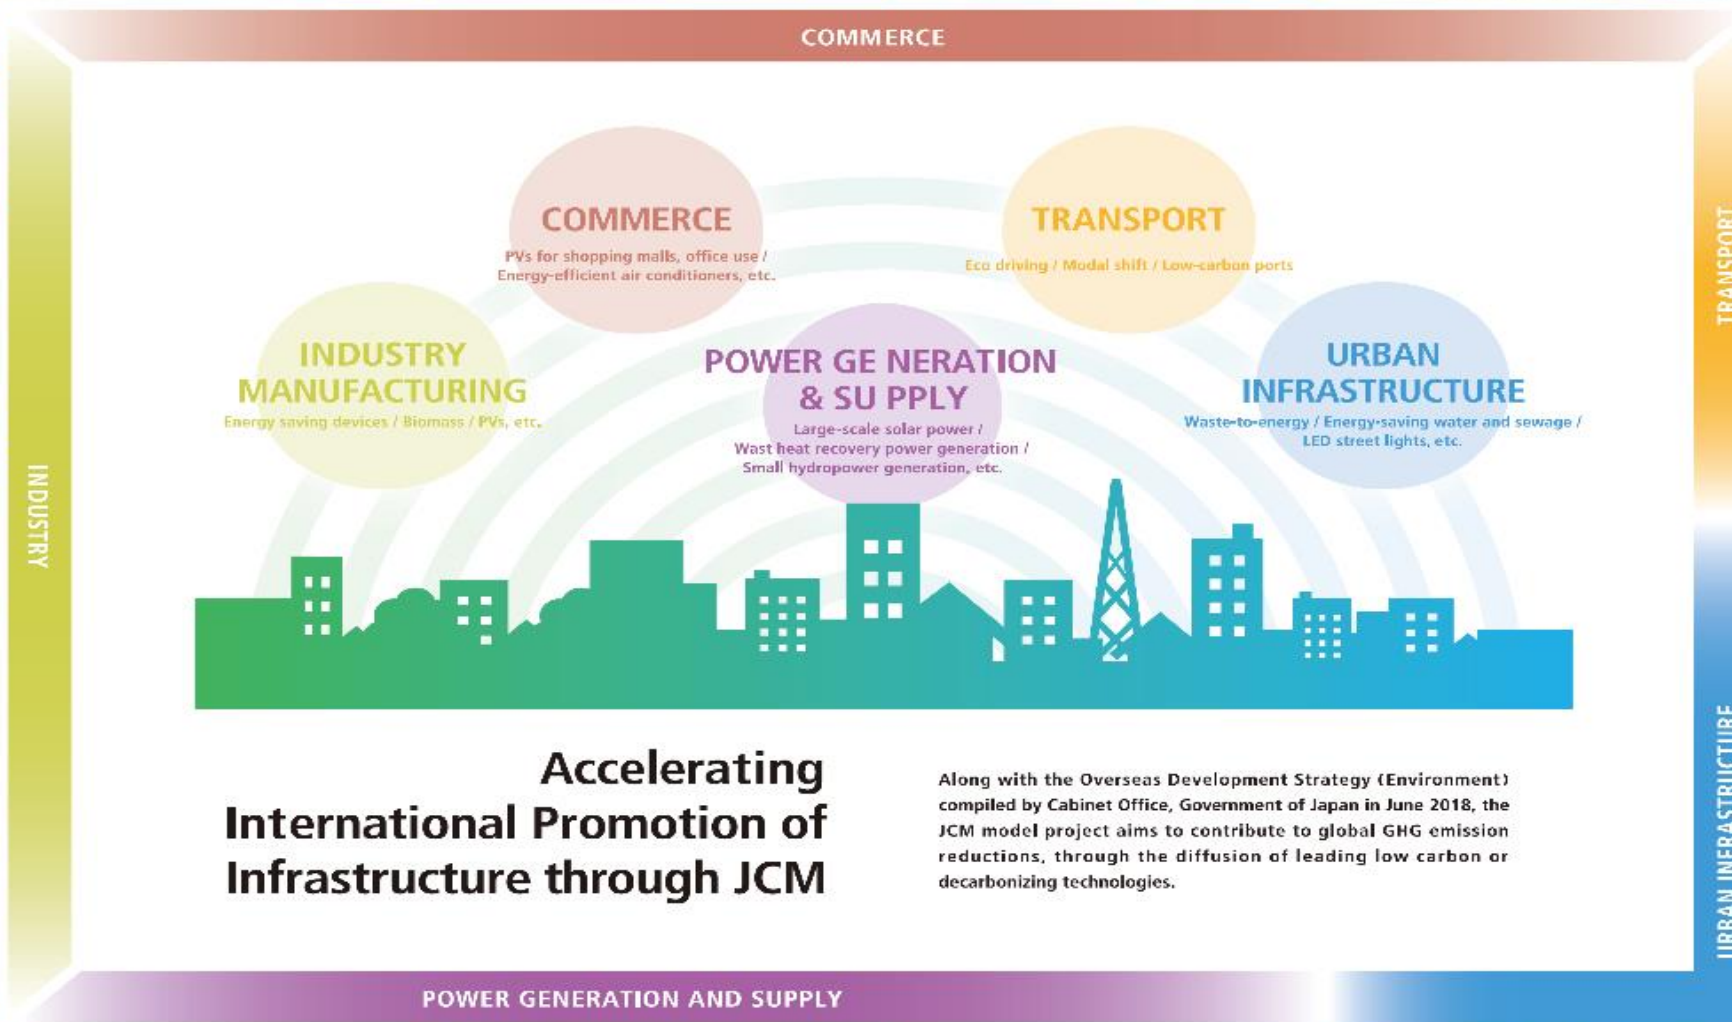 COMMERCE
COMMERCE
PVs for shopping malls, office use /
Energy-efficient air conditioners, etc.
TRANSPORT
Eco driving / Modal shift / Low-carbon ports
INDUSTRY
MANUFACTURING
Energy saving devices / Biomass / PVs, etc.
POWER GE NERATION
& SU PPLY
Large-scale solar power /
Wast heat recovery power generation /
Small hydropower generation, etc.
URBAN
INFRASTRUCTURE
Waste-to-energy / Energy-saving water and sewage /
LED street lights, etc.
INDUSTRY
TRANSPORT
URBAN INFRASTRUCTURE
Accelerating
International Promotion of
Infrastructure through JCM
Along with the Overseas Development Strategy (Environment)
compiled by Cabinet Office, Government of Japan in June 2018, the
JCM model project aims to contribute to global GHG emission
reductions, through the diffusion of leading low carbon or
decarbonizing technologies.
POWER GENERATION AND SUPPLY